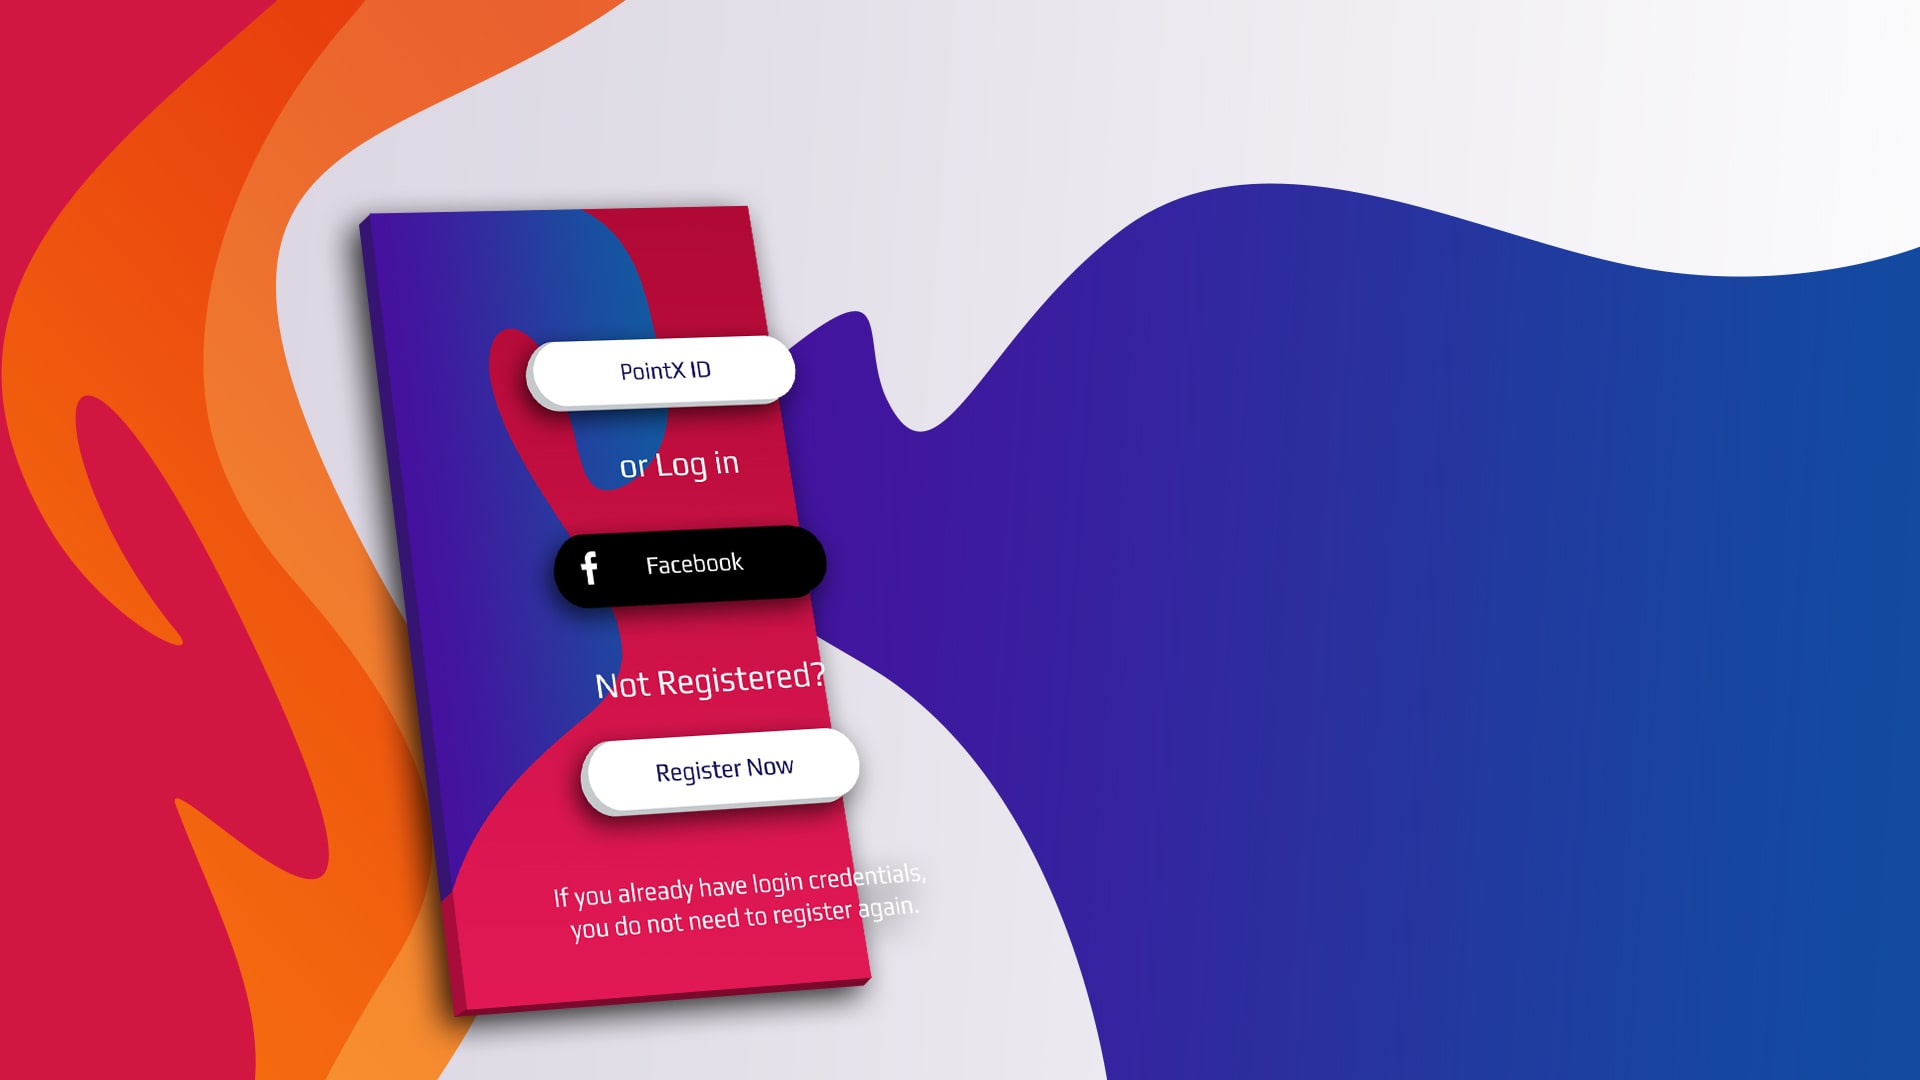 PointX ID
or Log in
Facebook
Not Registered?
Register Now
If you already have login credentials,
you do not need to register again.